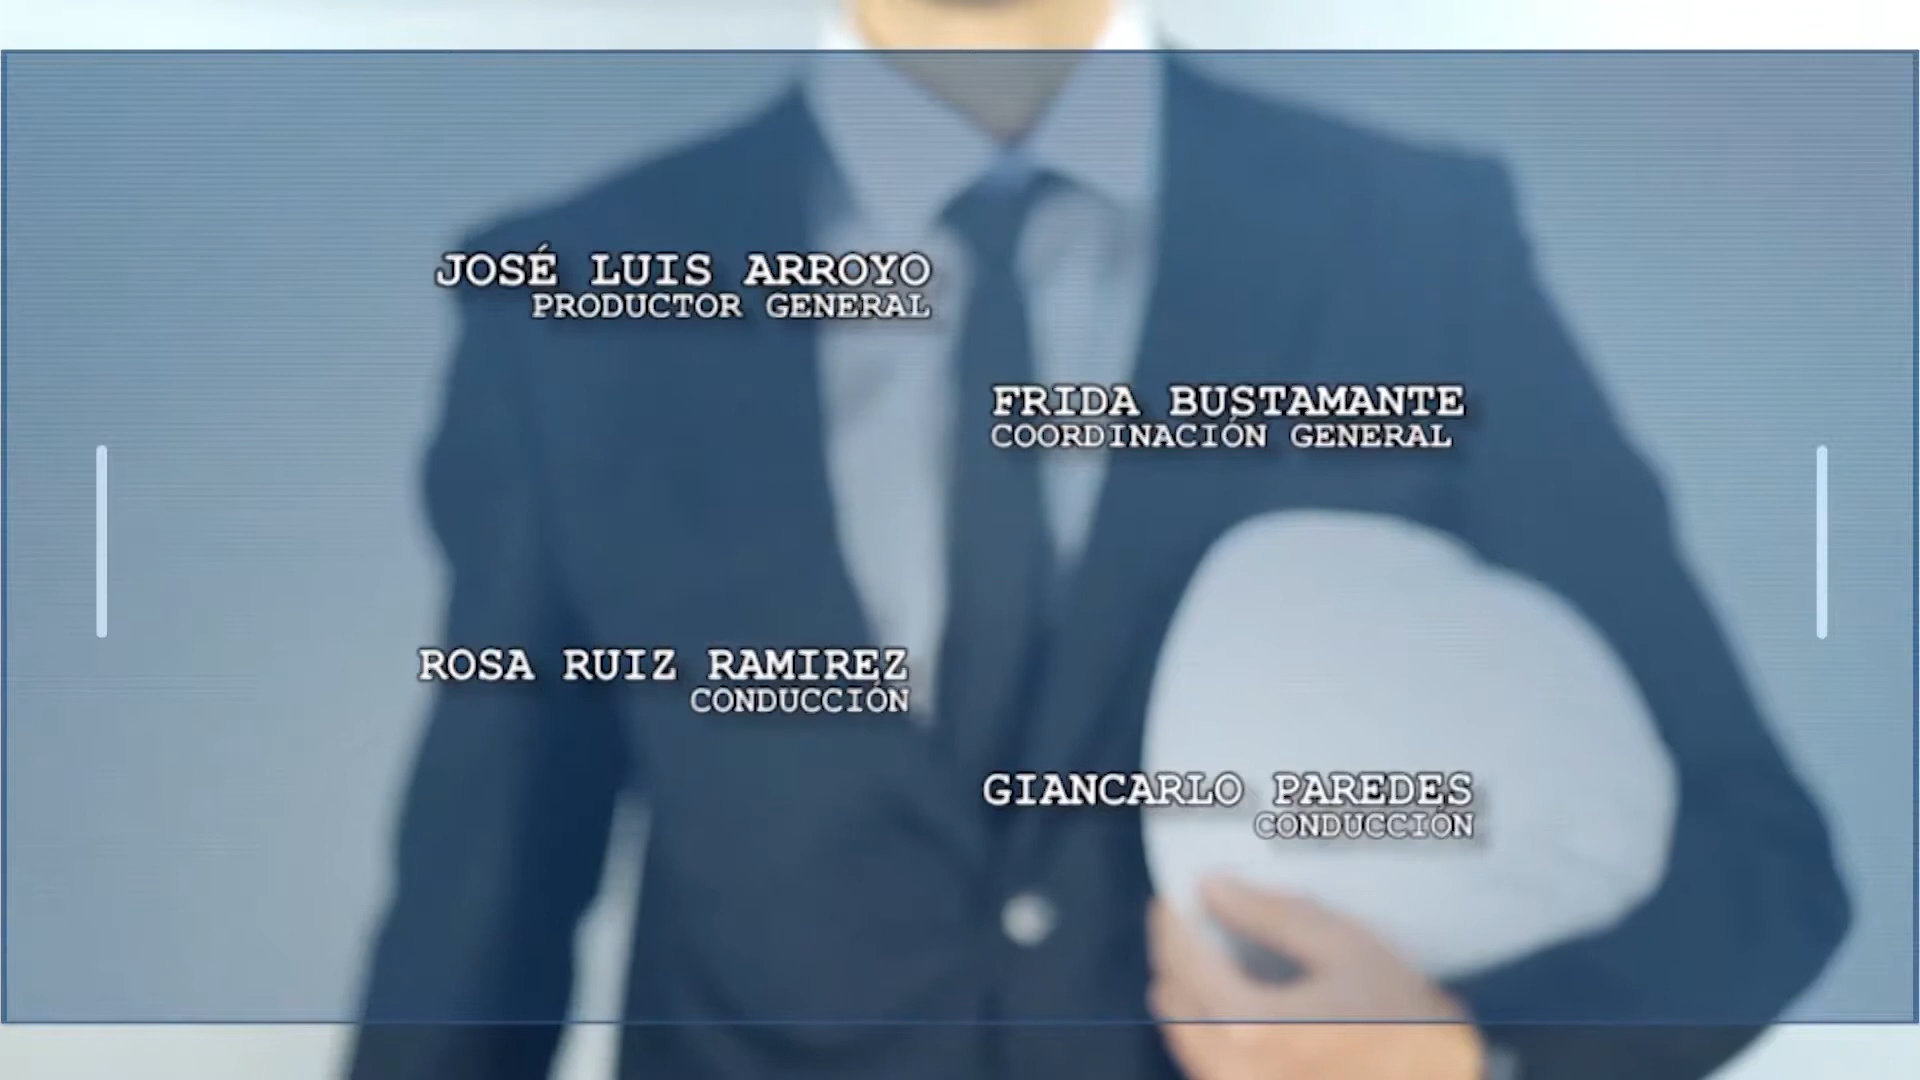 JOSÉ LUIS ARROYO
PRODUCTOR GENERAL
FRIDA BUSTAMANTE
COORDINACIÓN GENERAL
ROSA RUIZ RAMIREZ
CONDUCCIÓN
GIANCARLO PAREDES
CONDUCCIÓN